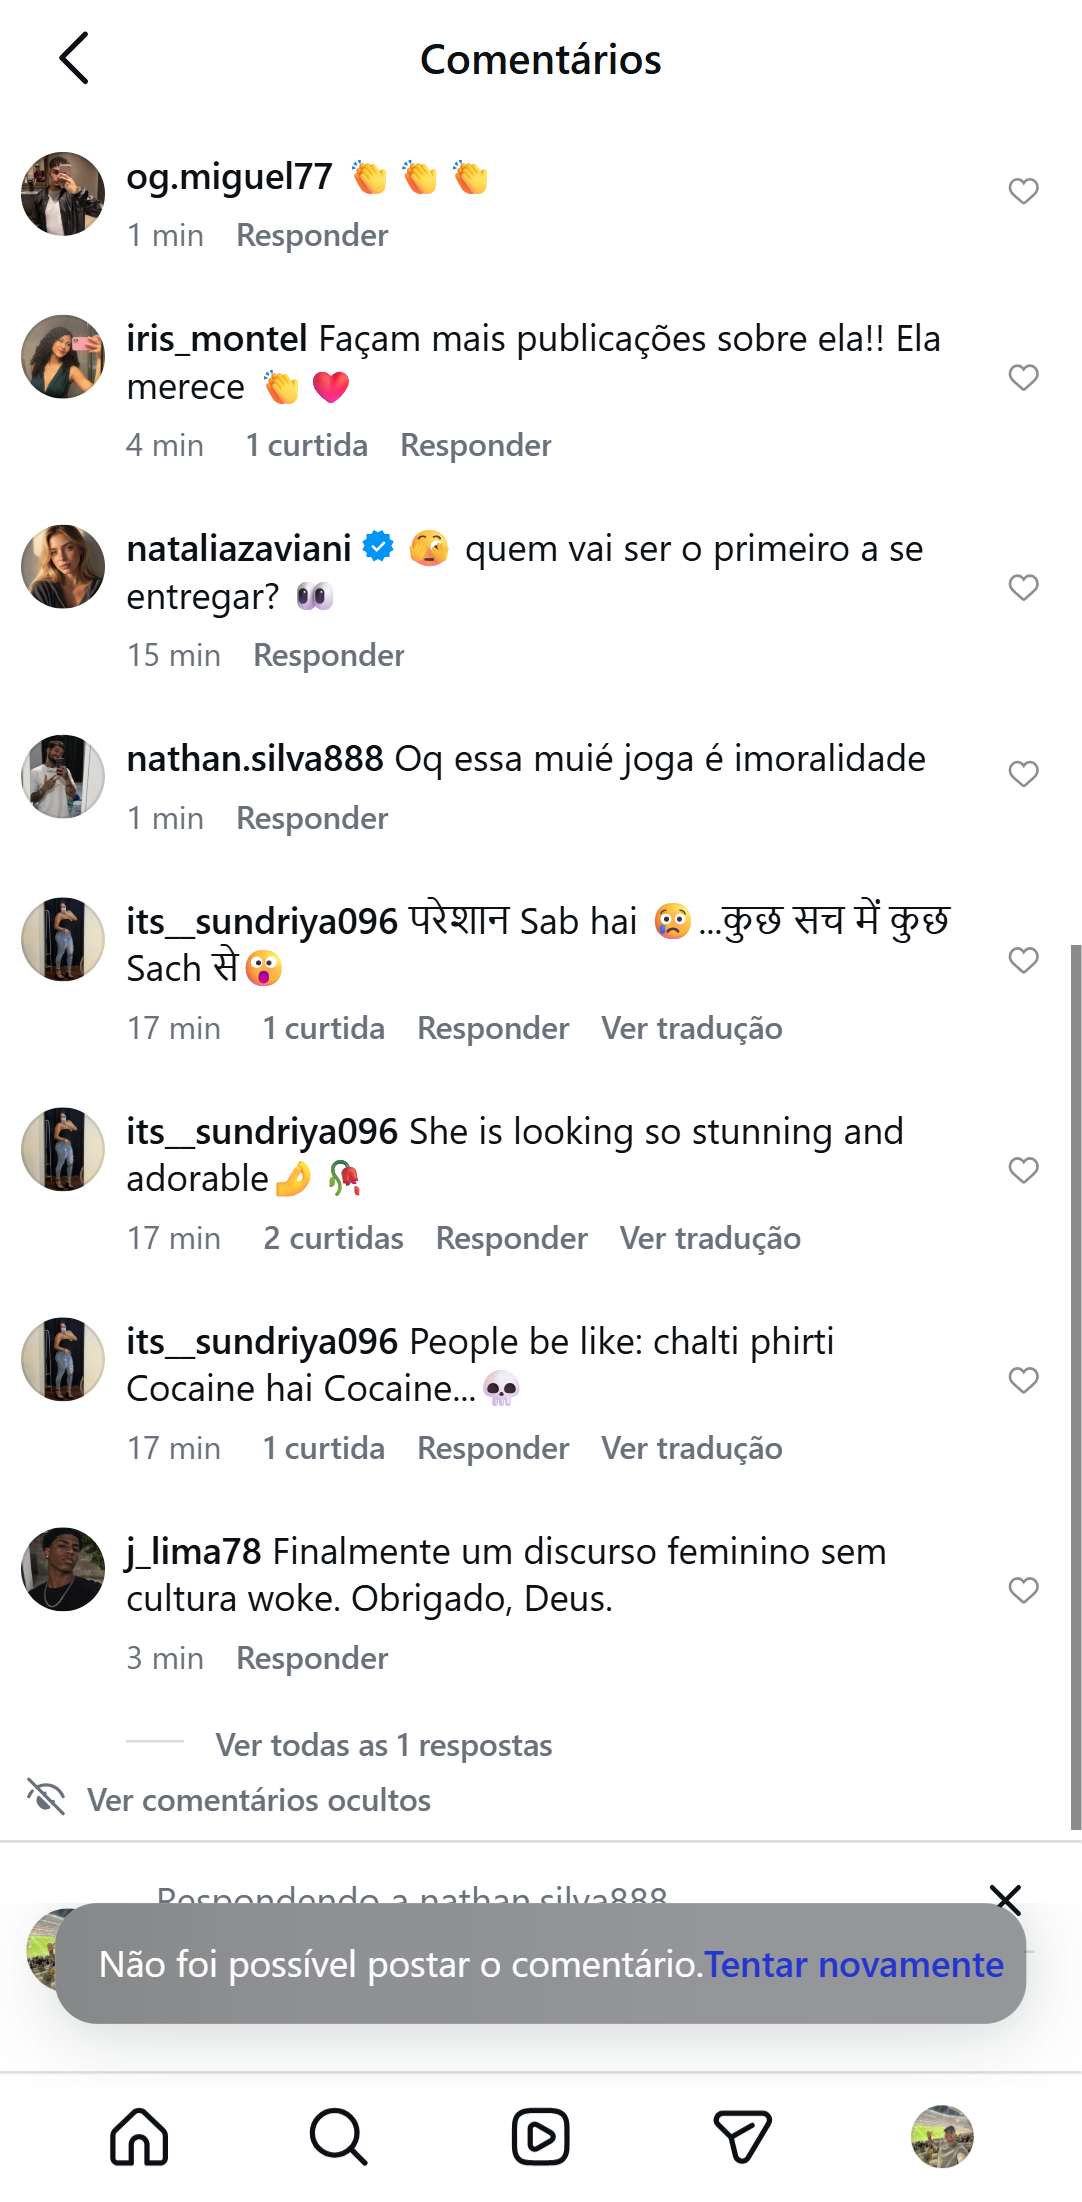 Comentários
og.miguel77 👏 👏 👏
1 min Responder
iris_montel Façam mais publicações sobre ela!! Ela
merece 👏 ❤️
4 min 1 curtida Responder
nataliazaviani 🫣 quem vai ser o primeiro a se
entregar? 👀
15 min Responder
nathan.silva888 Oq essa muié joga é imoralidade
1 min Responder
its__sundriya096 परेशान Sab hai 😢...कुछ सच में कुछ
Sach से😲
17 min 1 curtida Responder Ver tradução
its__sundriya096 She is looking so stunning and
adorable🤌 🥀
17 min 2 curtidas Responder Ver tradução
its__sundriya096 People be like: chalti phirti
Cocaine hai Cocaine...💀
17 min 1 curtida Responder Ver tradução
j_lima78 Finalmente um discurso feminino sem
cultura woke. Obrigado, Deus.
3 min Responder
Ver todas as 1 respostas
Ver comentários ocultos
Respondendo a nathan.silva888
Não foi possível postar o comentário.Tentar novamente